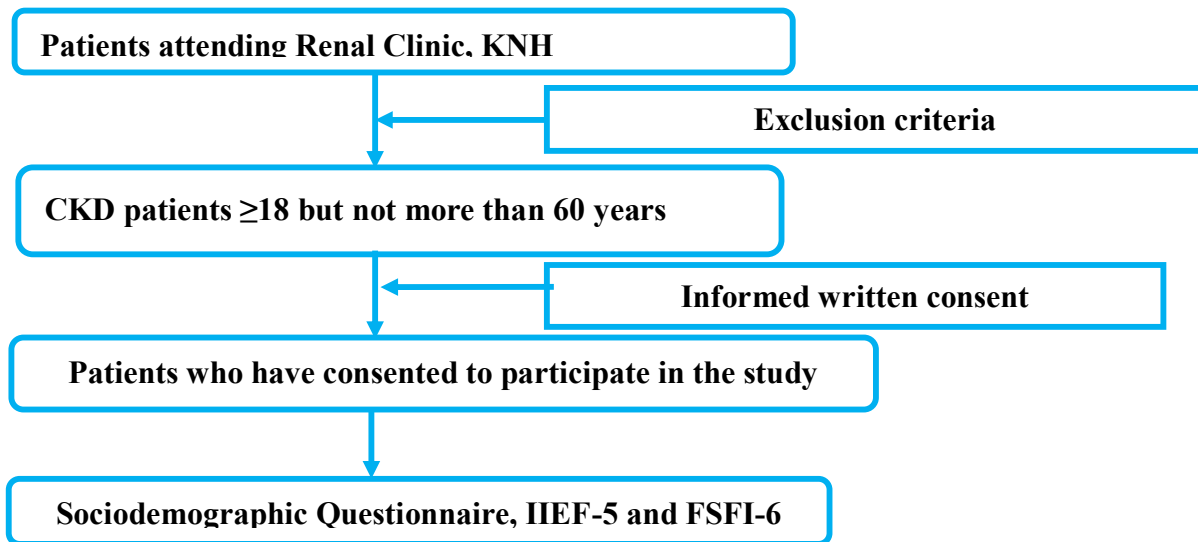 Patients attending Renal Clinic, KNH
Exclusion criteria
CKD patients ≥18 but not more than 60 years
Informed written consent
Patients who have consented to participate in the study
Sociodemographic Questionnaire, IIEF-5 and FSFI-6